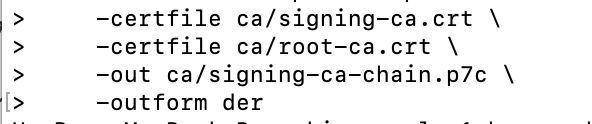 >     -certfile ca/signing-ca.crt \
>     -certfile ca/root-ca.crt \
>     -out ca/signing-ca-chain.p7c \
[>     -outform der